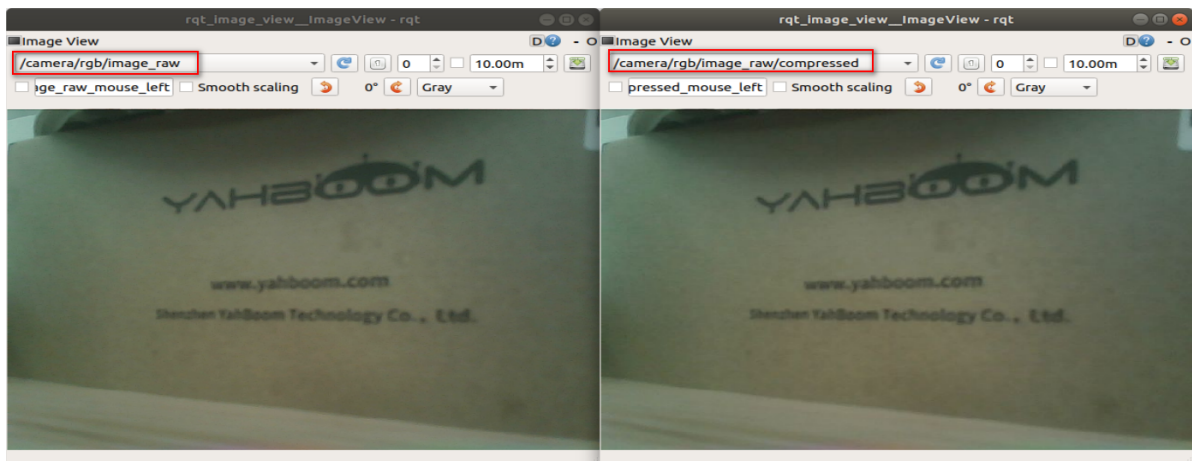 rqt_image_view__ImageView - rqt
Image View
D - O
/camera/rgb/image_raw
0
10.00m
age_raw_mouse_left
Smooth scaling
0°
Gray
YAHBOOM
www.yahboom.com
Shenzhen YahBoom Technology Co., Ltd.
rqt_image_view__ImageView - rqt
Image View
D - O
/camera/rgb/image_raw/compressed
0
10.00m
pressed_mouse_left
Smooth scaling
0°
Gray
YAHBOOM
www.yahboom.com
Shenzhen YahBoom Technology Co., Ltd.